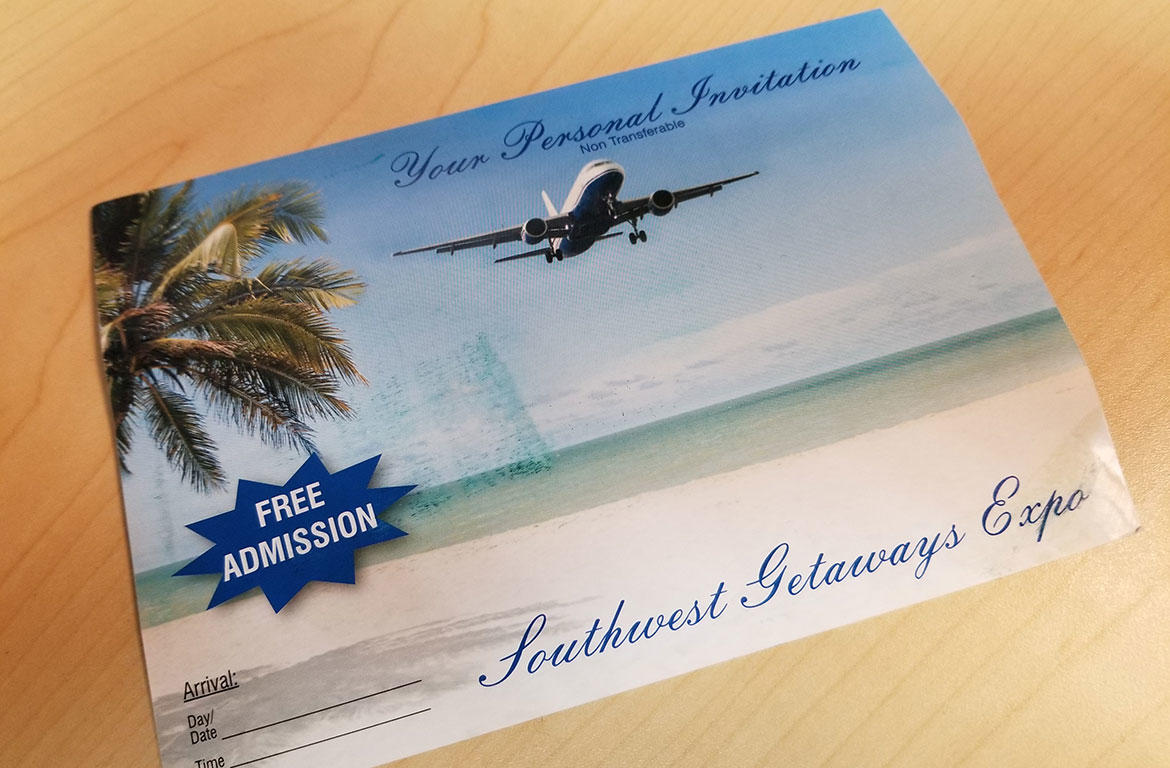 Your Personal Invitation
Non Transferable
FREE
ADMISSION
Southwest Getaways Expo
Arrival:
Day/
Date
Time